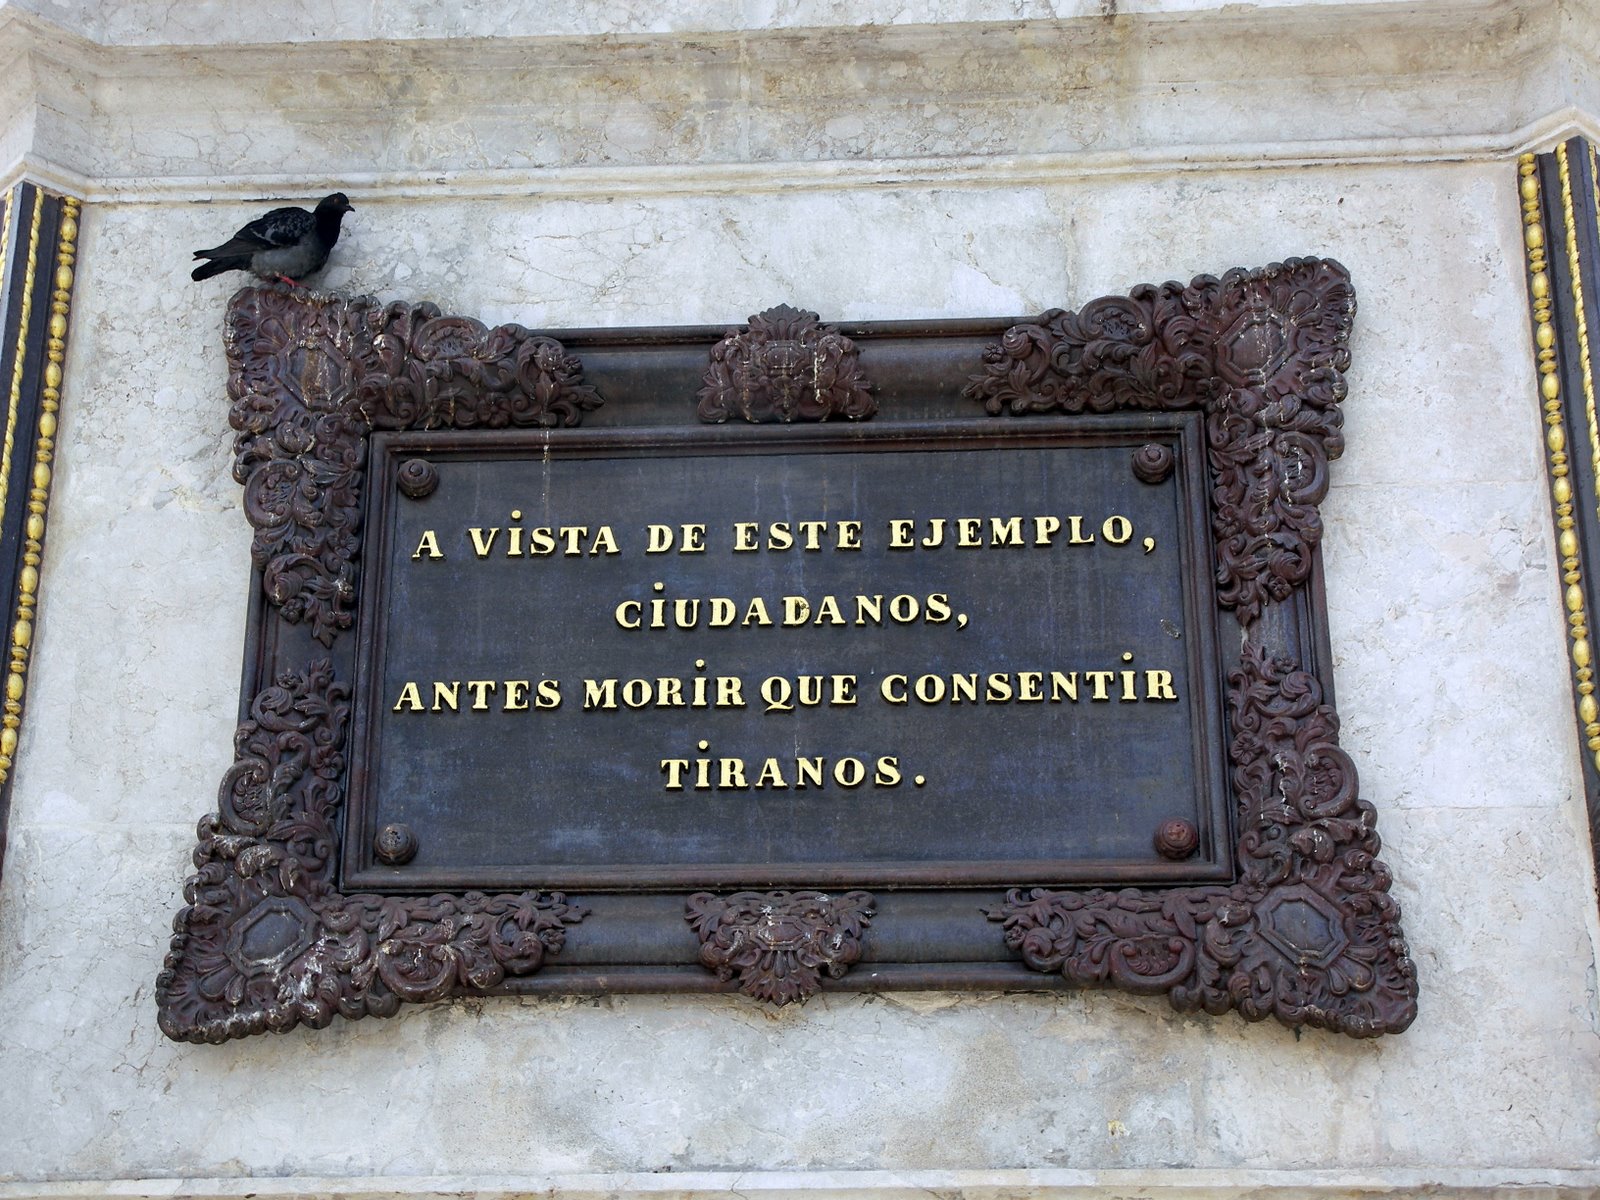 A VISTA DE ESTE EJEMPLO,
CIUDADANOS,
ANTES MORIR QUE CONSENTIR
TIRANOS.